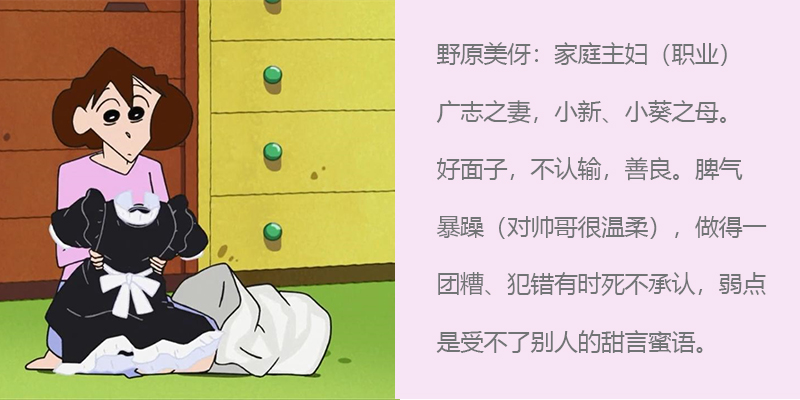 野原美伢：家庭主妇（职业）
广志之妻，小新、小葵之母。
好面子，不认输，善良。脾气
暴躁（对帅哥很温柔），做得一
团糟、犯错有时死不承认，弱点
是受不了别人的甜言蜜语。